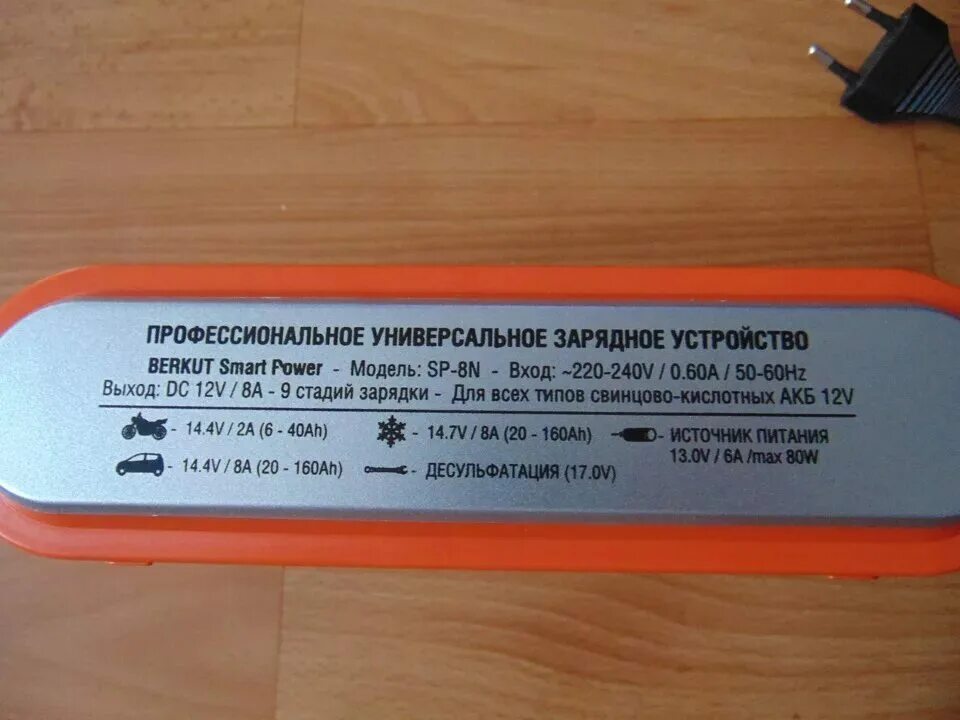 ПРОФЕССИОНАЛЬНОЕ УНИВЕРСАЛЬНОЕ ЗАРЯДНОЕ УСТРОЙСТВО
BERKUT Smart Power - Модель: SP-8N - Вход: ~220-240V / 0.60A / 50-60Hz
Выход: DC 12V / 8A - 9 стадий зарядки - Для всех типов свинцово-кислотных АКБ 12V
- 14.4V / 2A (6 - 40Ah)
- 14.7V / 8A (20 - 160Ah)
- ИСТОЧНИК ПИТАНИЯ
13.0V / 6A /max 80W
- 14.4V / 8A (20 - 160Ah)
- ДЕСУЛЬФАТАЦИЯ (17.0V)